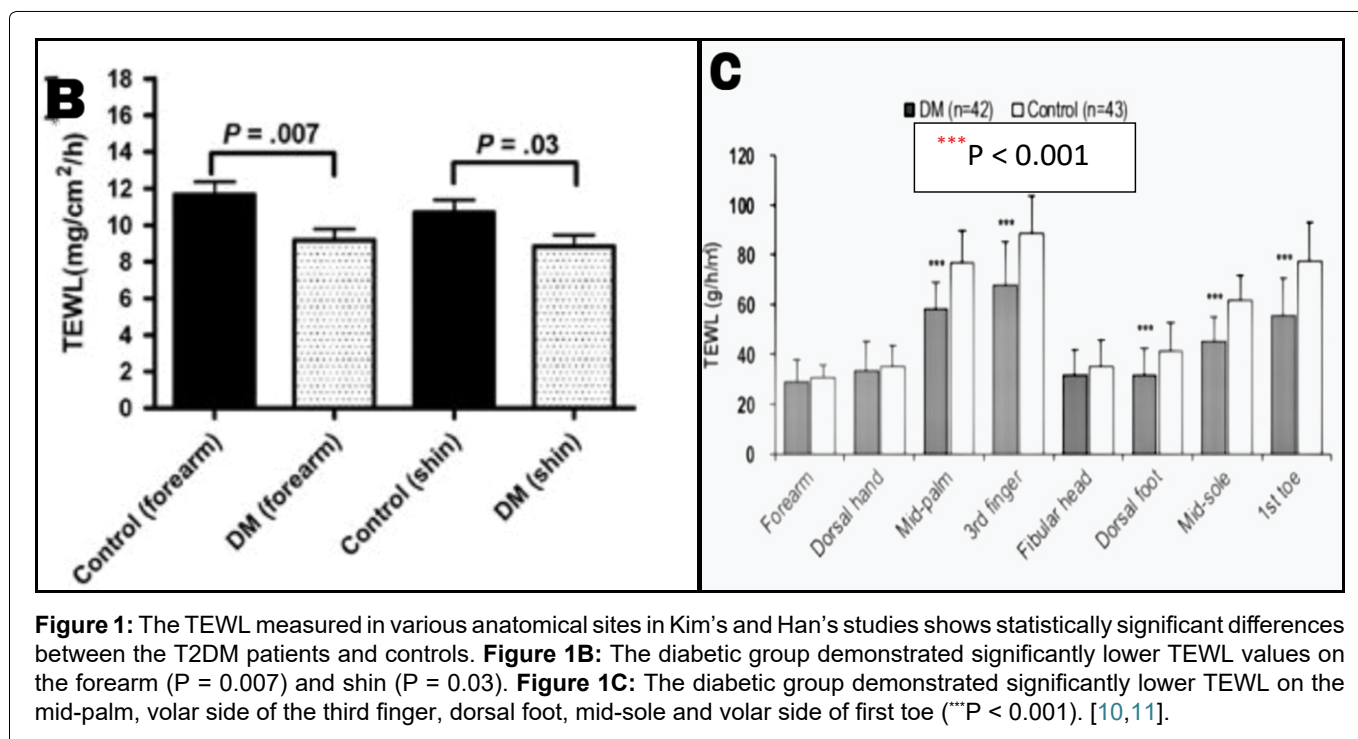 B
TEWL(mg/cm²/h)
18
16
14
12
10
8
6
4
2
0
P = .007
P = .03
Control (forearm)
DM (forearm)
Control (shin)
DM (shin)
C
DM (n=42) Control (n=43)
***P < 0.001
TEWL (g/h/m²)
120
100
80
60
40
20
0
***
***
***
***
***
Forearm
Dorsal hand
Mid-palm
3rd finger
Fibular head
Dorsal foot
Mid-sole
1st toe
Figure 1: The TEWL measured in various anatomical sites in Kim's and Han's studies shows statistically significant differences
between the T2DM patients and controls. Figure 1B: The diabetic group demonstrated significantly lower TEWL values on
the forearm (P = 0.007) and shin (P = 0.03). Figure 1C: The diabetic group demonstrated significantly lower TEWL on the
mid-palm, volar side of the third finger, dorsal foot, mid-sole and volar side of first toe (***P < 0.001). [10,11].